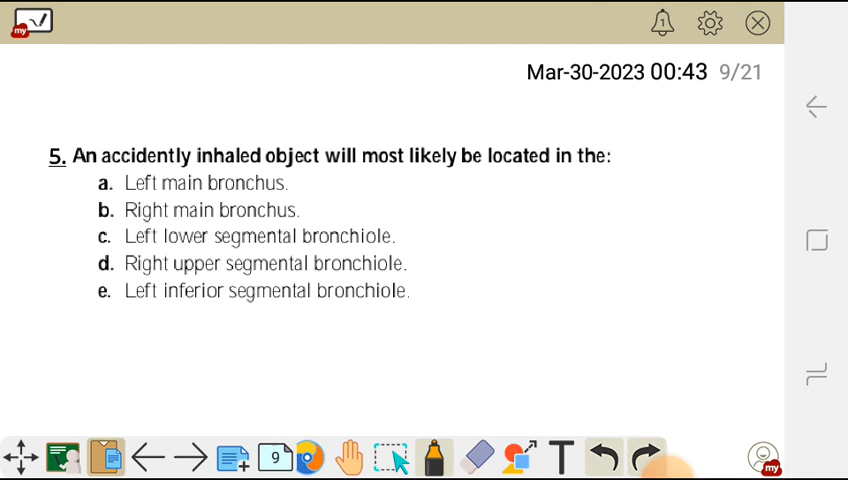 my
1
Mar-30-2023 00:43 9/21
5. An accidently inhaled object will most likely be located in the:
a. Left main bronchus.
b. Right main bronchus.
c. Left lower segmental bronchiole.
d. Right upper segmental bronchiole.
e. Left inferior segmental bronchiole.
9
T
my